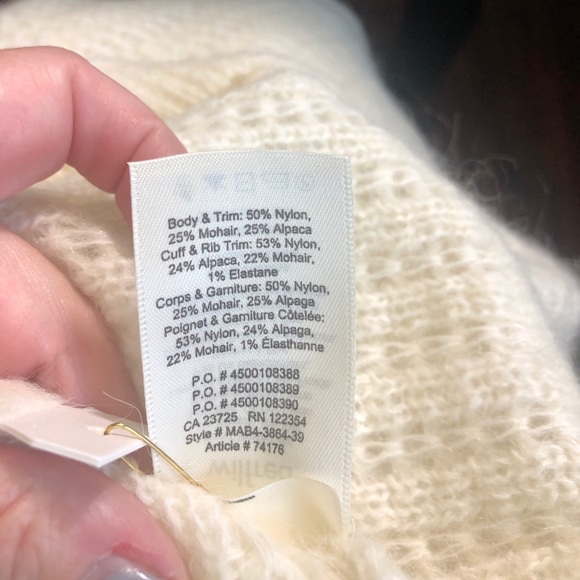 Body & Trim: 50% Nylon,
25% Mohair, 25% Alpaca
Cuff & Rib Trim: 53% Nylon,
24% Alpaca, 22% Mohair,
1% Elastane
Corps & Garniture: 50% Nylon,
25% Mohair, 25% Alpaga
Poignet & Garniture Côtelée:
53% Nylon, 24% Alpaga,
22% Mohair, 1% Élasthanne
P.O. # 4500108388
P.O. # 4500108389
P.O. # 4500108390
CA 23725 RN 122354
Style # MAB4-3864-39
Article # 74176
wilfred